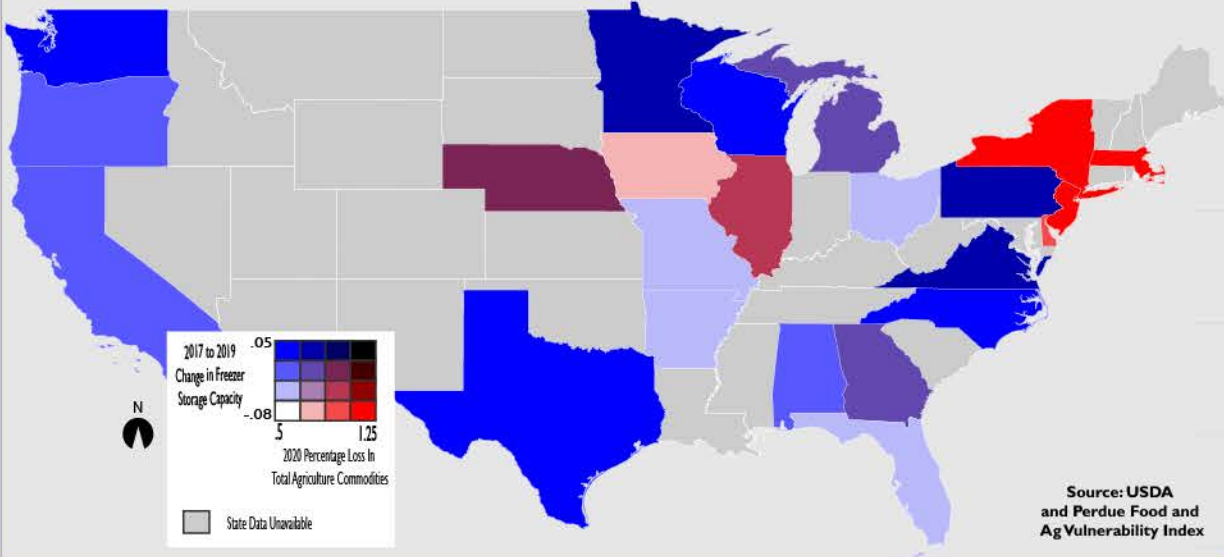 2017 to 2019
Change in Freezer
Storage Capacity
.05
-.08
.5
1.25
2020 Percentage Loss In
Total Agriculture Commodities
State Data Unavailable
N
Source: USDA
and Perdue Food and
Ag Vulnerability Index